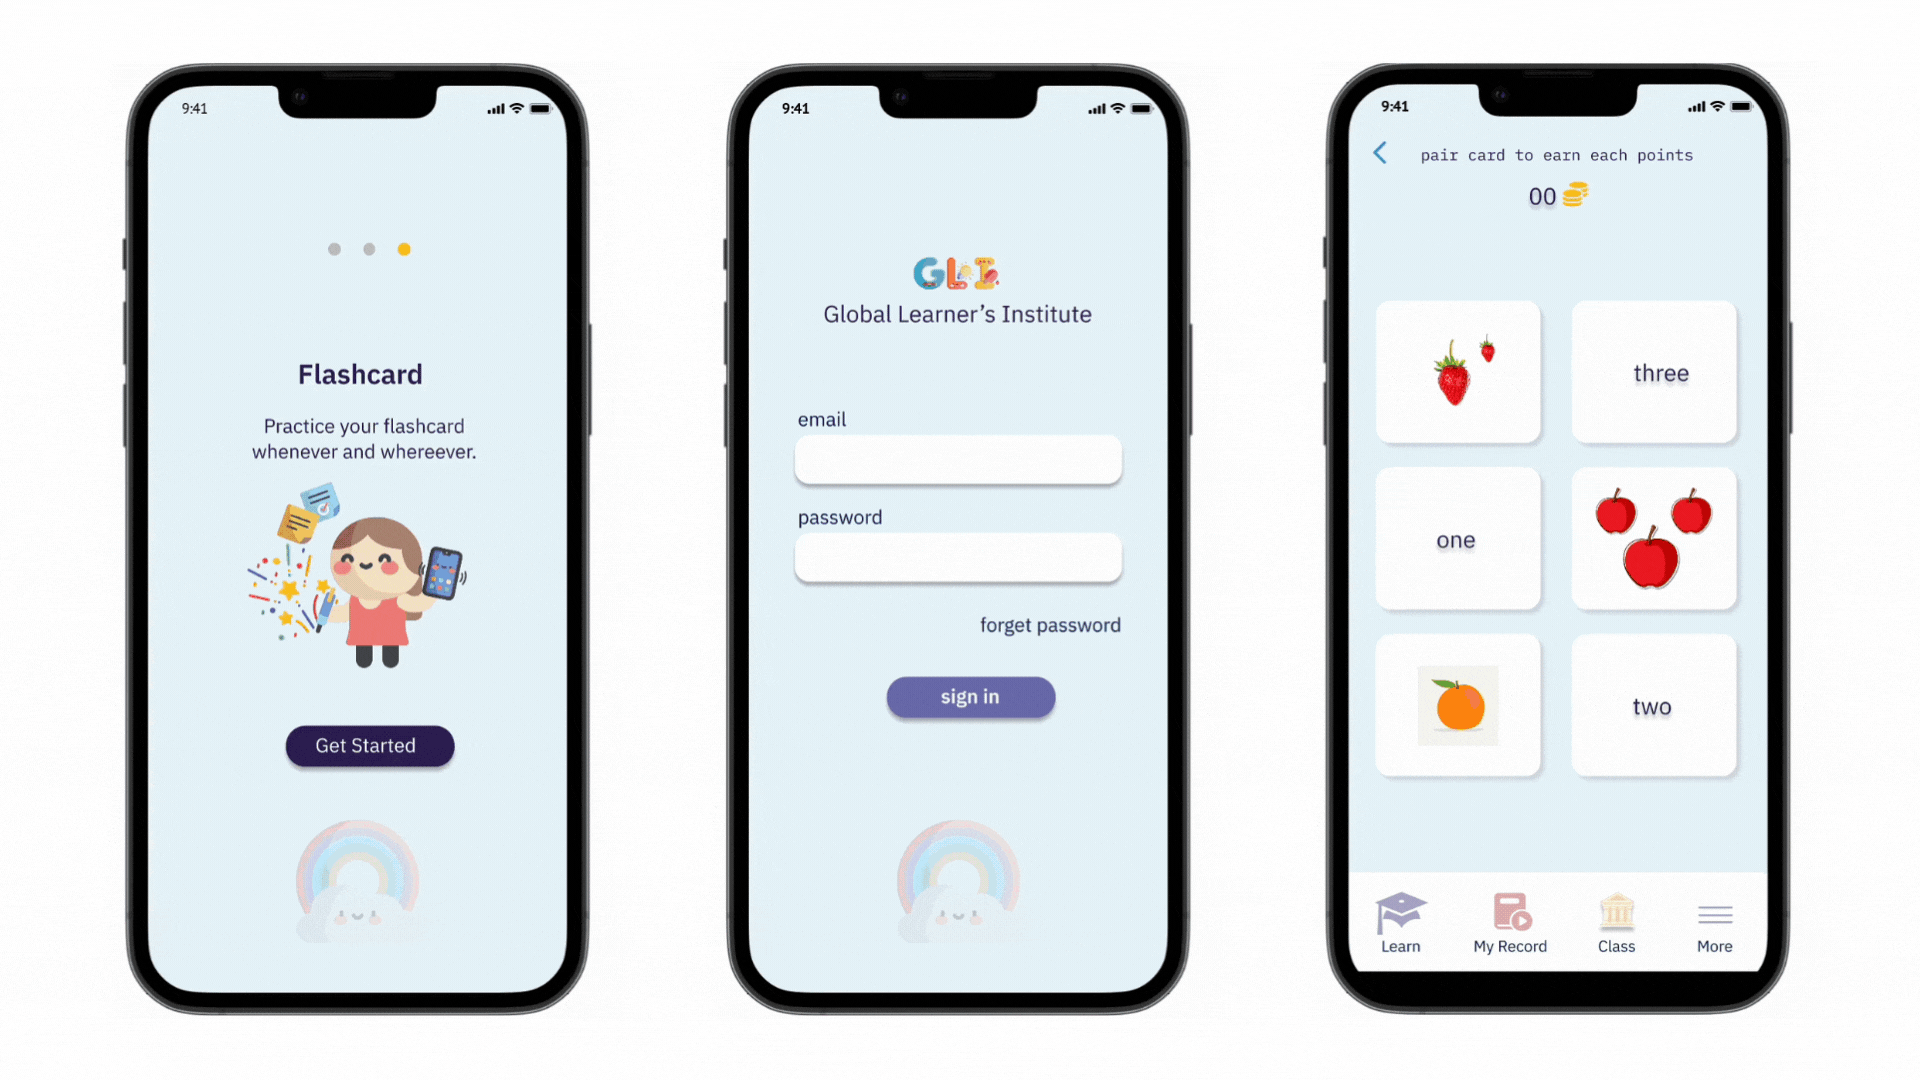 9:41
Flashcard
Practice your flashcard
whenever and whereever.
Get Started
9:41
GLI
Global Learner's Institute
email
password
forget password
sign in
9:41
pair card to earn each points
00
three
one
two
Learn
My Record
Class
More